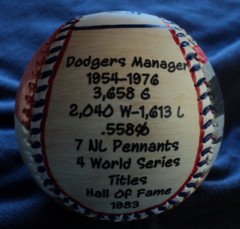 Dodgers Manager
1954-1976
3,658 G
2,040 W-1,613 L
.558%
7 NL Pennants
4 World Series
Titles
Hall Of Fame
1983